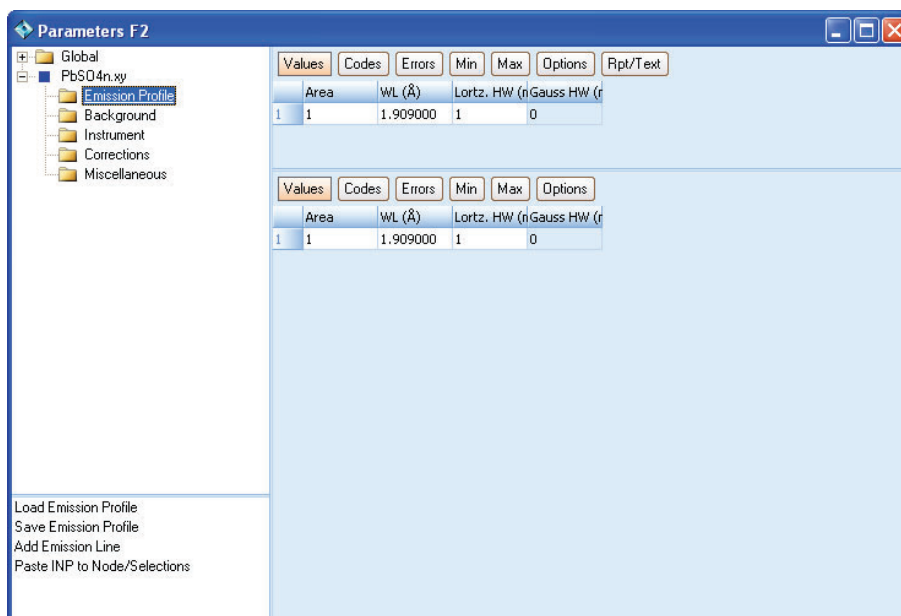 Parameters F2
Global
PbSO4n.xy
Emission Profile
Background
Instrument
Corrections
Miscellaneous
Load Emission Profile
Save Emission Profile
Add Emission Line
Paste INP to Node/Selections
Values Codes Errors Min Max Options Rpt/Text
Area WL (Å) Lortz. HW (n Gauss HW (r
1 1 1.909000 1 0
Values Codes Errors Min Max Options
Area WL (Å) Lortz. HW (n Gauss HW (r
1 1 1.909000 1 0